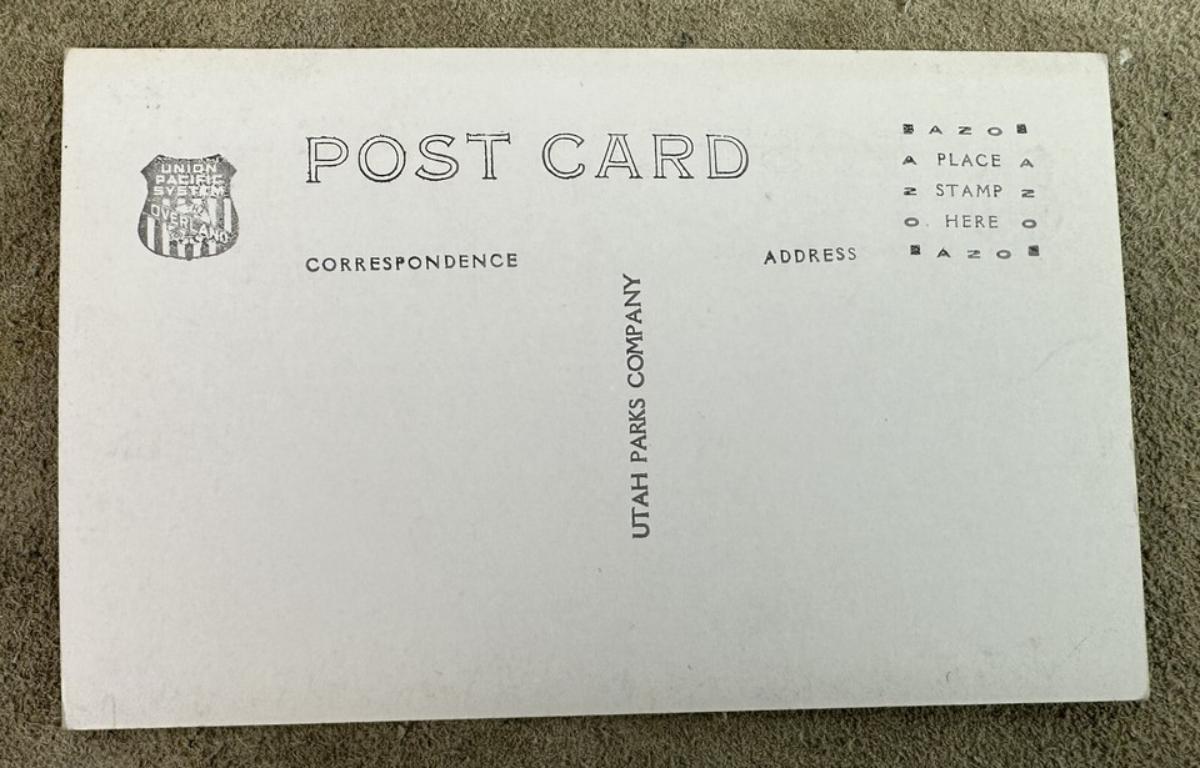 UNION
PACIFIC
SYSTEM
OVERLAND
POST CARD
AZO
A PLACE A
Z STAMP Z
O HERE O
AZO
CORRESPONDENCE
ADDRESS
UTAH PARKS COMPANY